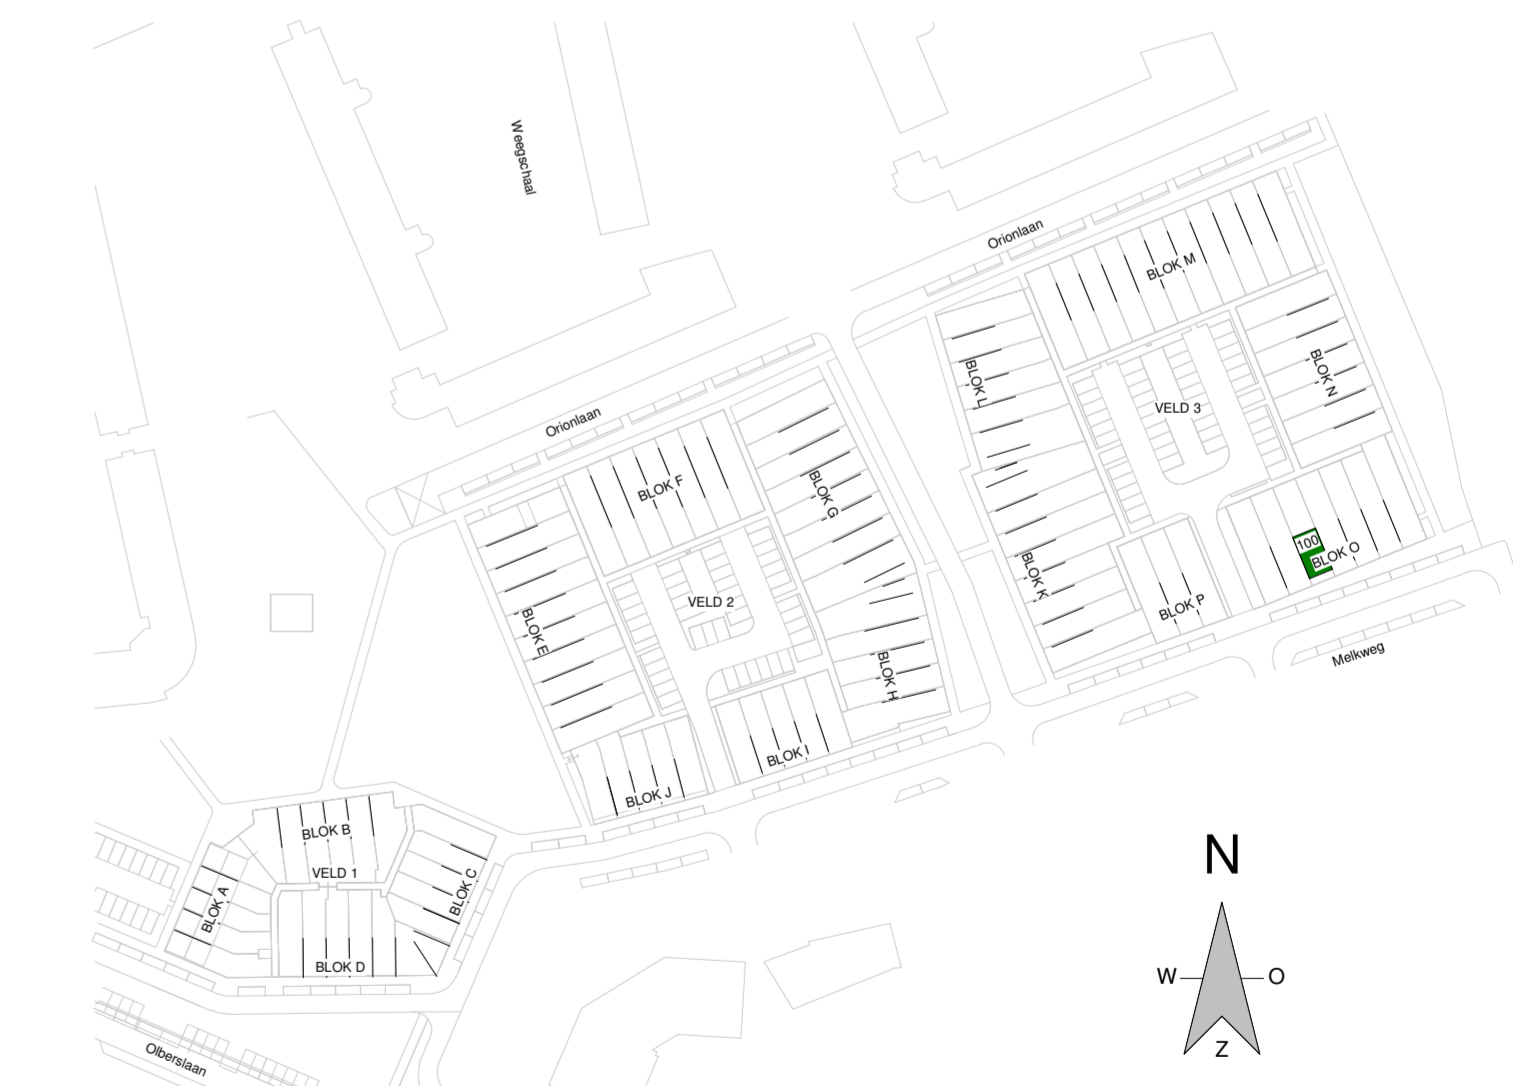 Weegschaal
Orionlaan
BLOK M
BLOK L
BLOK N
VELD 3
Orionlaan
BLOK F
BLOK G
100
BLOK O
BLOK K
VELD 2
BLOK P
BLOK E
Melkweg
BLOK H
BLOK I
BLOK J
BLOK B
VELD 1
BLOK C
BLOK A
BLOK D
Olberslaan
N
W
O
Z